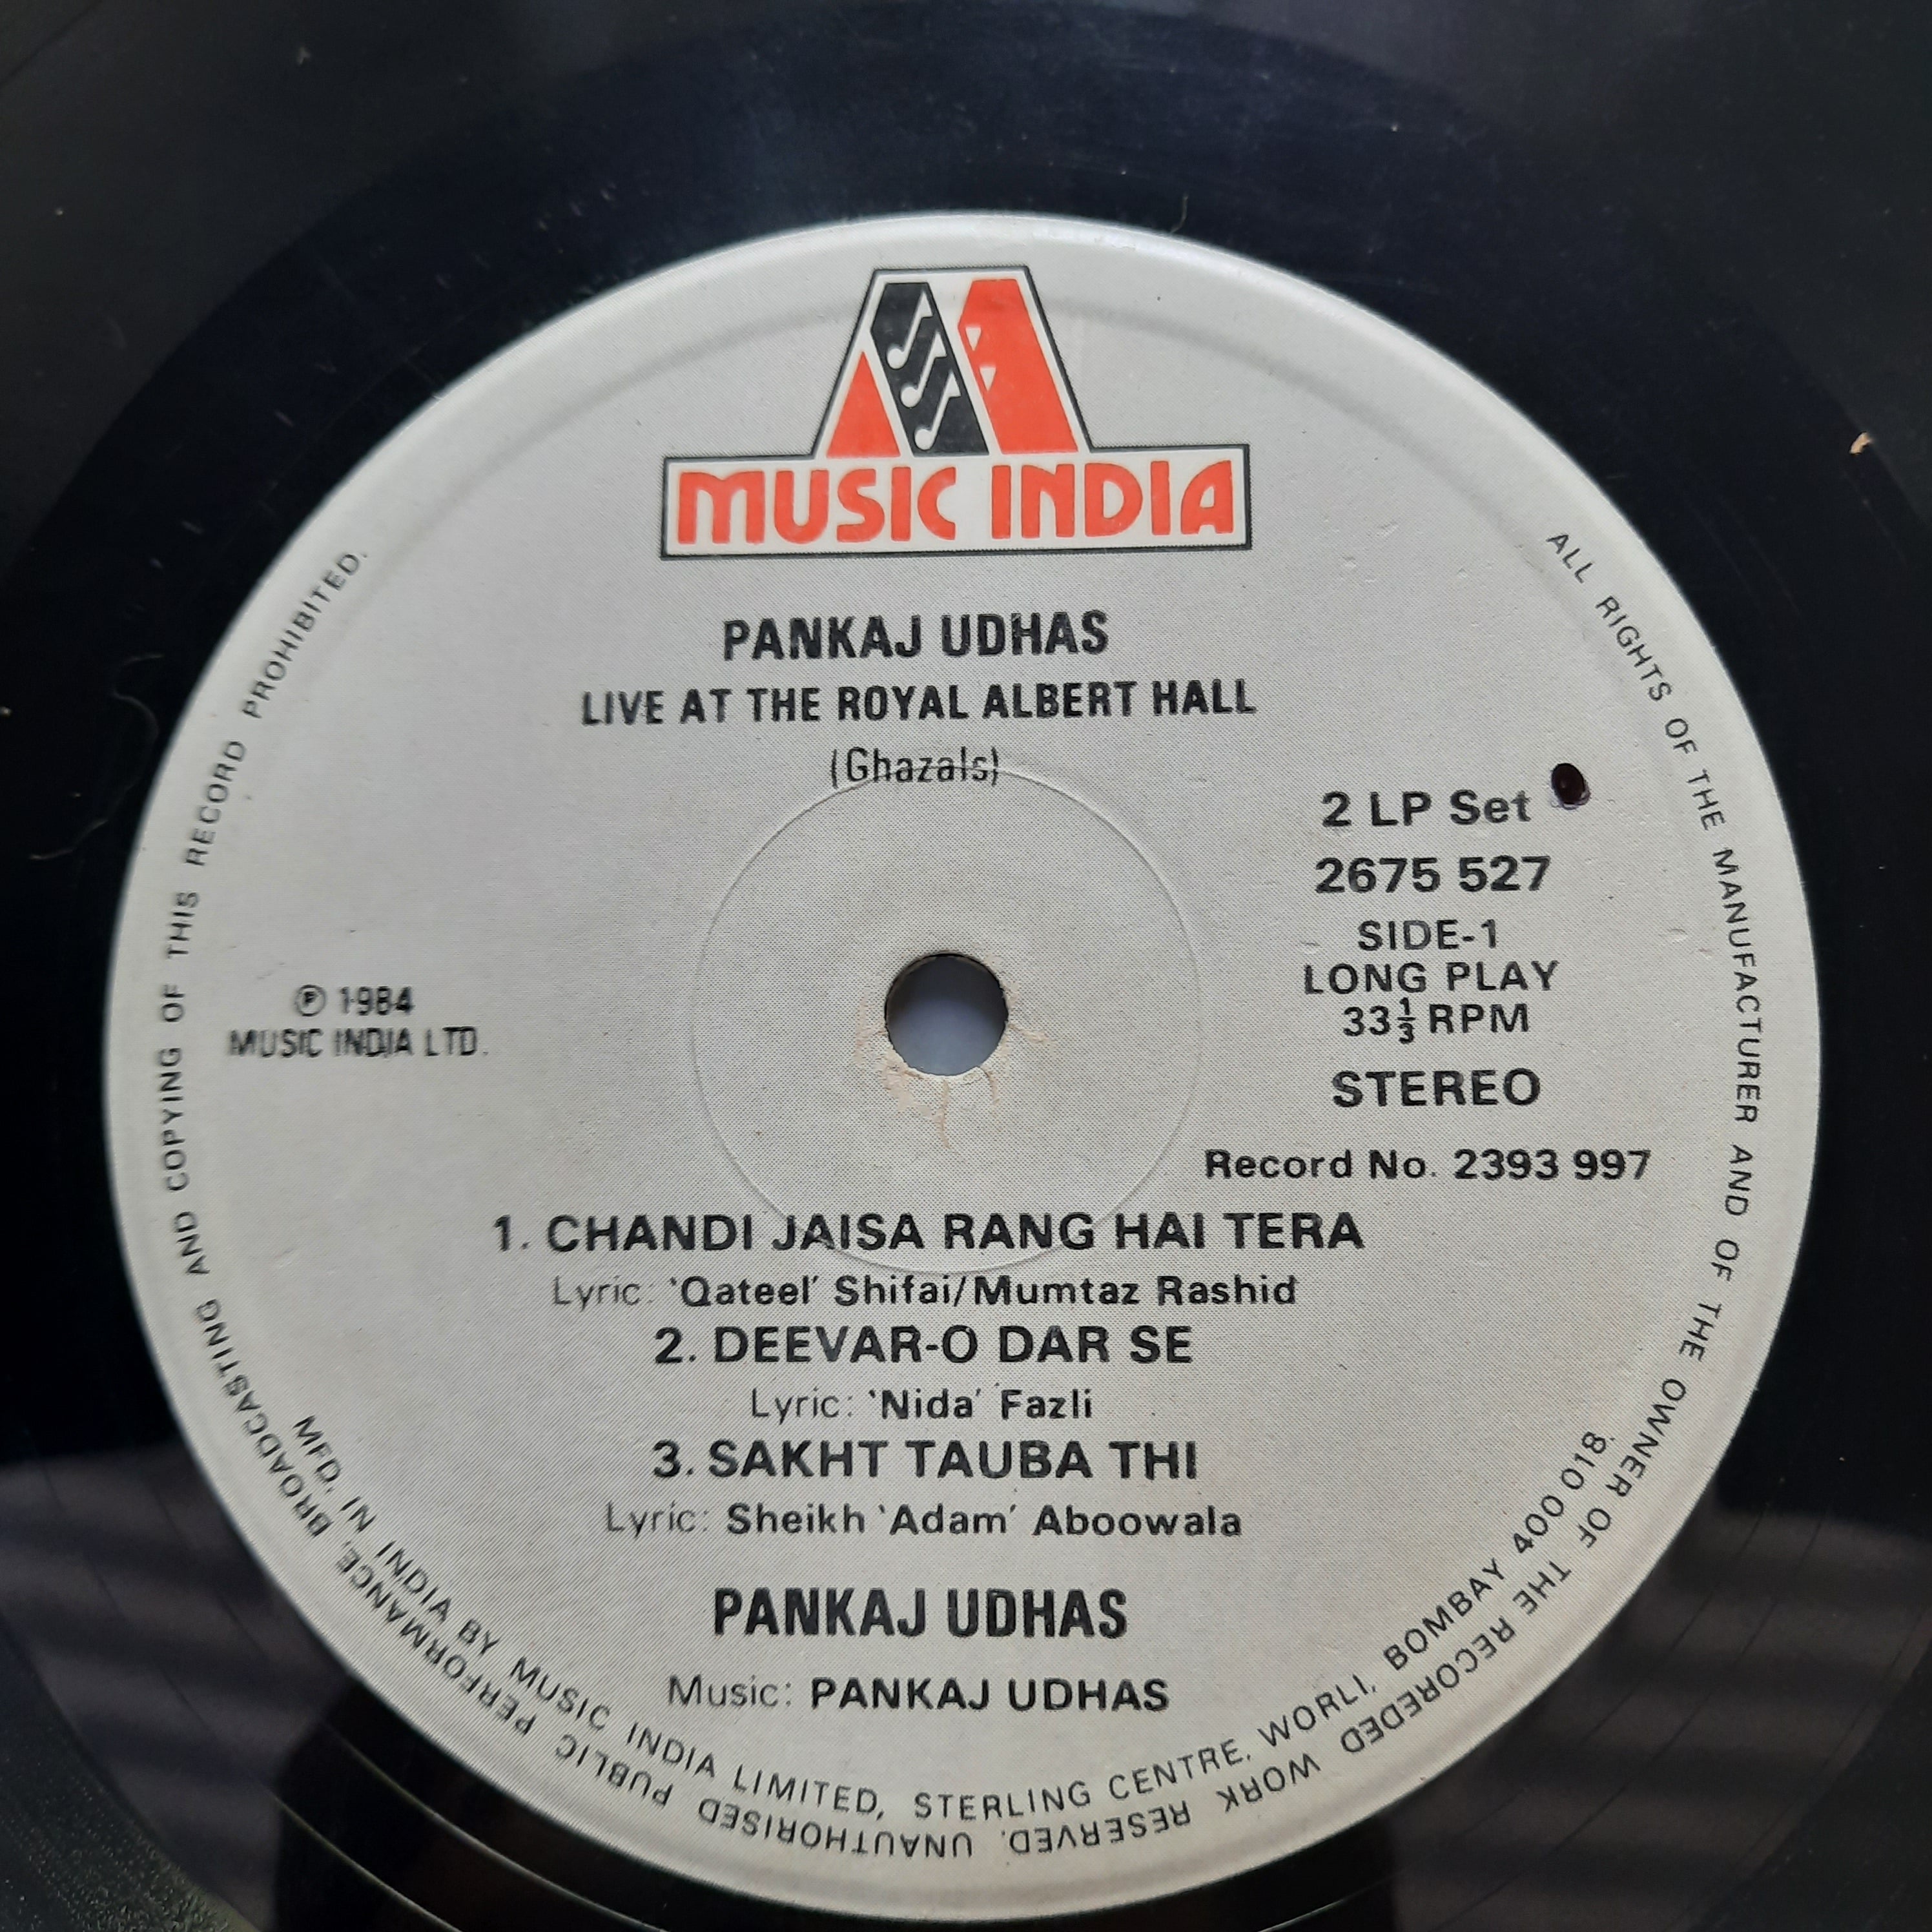 MUSIC INDIA
PANKAJ UDHAS
LIVE AT THE ROYAL ALBERT HALL
(Ghazals)
2 LP Set
2675 527
SIDE-1
LONG PLAY
33⅓ RPM
STEREO
Record No. 2393 997
℗ 1984
MUSIC INDIA LTD.
1. CHANDI JAISA RANG HAI TERA
Lyric: 'Qateel' Shifai/Mumtaz Rashid
2. DEEVAR-O DAR SE
Lyric: 'Nida' Fazli
3. SAKHT TAUBA THI
Lyric: Sheikh 'Adam' Aboowala
PANKAJ UDHAS
Music: PANKAJ UDHAS
MFD. IN INDIA BY MUSIC INDIA LIMITED, STERLING CENTRE, WORLI, BOMBAY 400 018.
ALL RIGHTS OF THE MANUFACTURER AND OF THE OWNER OF THE RECOREDED WORK RESERVED. UNAUTHORISED PUBLIC PERFORMANCE, BROADCASTING AND COPYING OF THIS RECORD PROHIBITED.